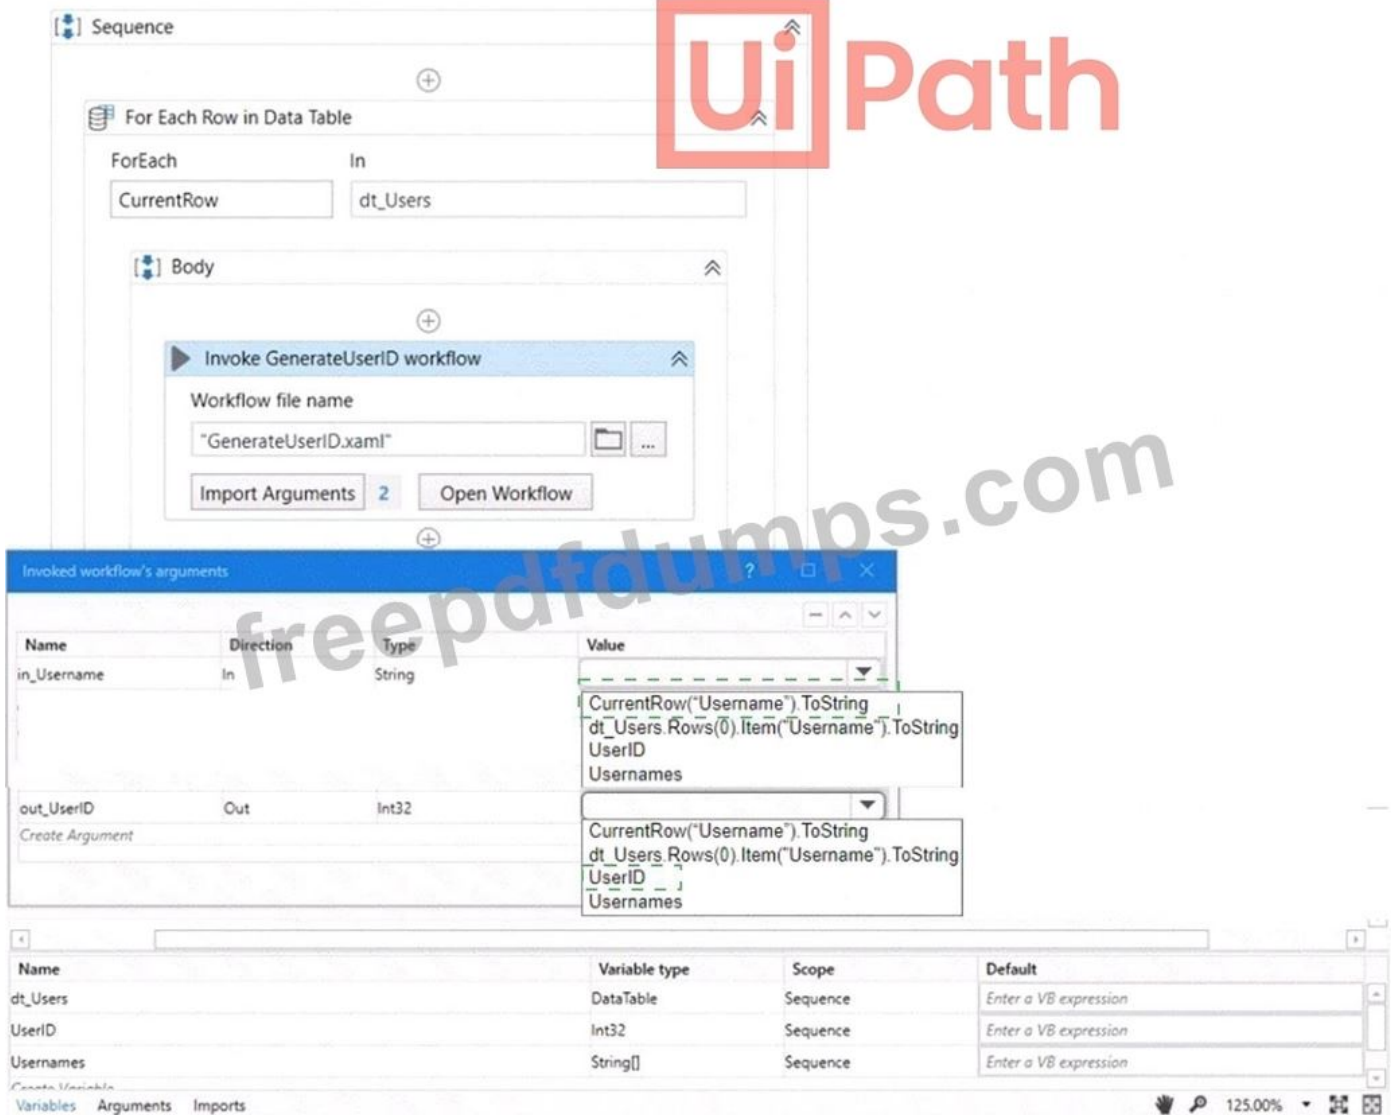 Sequence
UiPath
For Each Row in Data Table
ForEach In
CurrentRow dt_Users
Body
Invoke GenerateUserID workflow
Workflow file name
"GenerateUserID.xaml" ...
Import Arguments 2 Open Workflow
freepdfdumps.com
Invoked workflow's arguments ?
Name Direction Type Value
in_Username In String
CurrentRow("Username").ToString
dt_Users.Rows(0).Item("Username").ToString
UserID
Usernames
out_UserID Out Int32
Create Argument
CurrentRow("Username").ToString
dt_Users.Rows(0).Item("Username").ToString
UserID
Usernames
Name Variable type Scope Default
dt_Users DataTable Sequence Enter a VB expression
UserID Int32 Sequence Enter a VB expression
Usernames String[] Sequence Enter a VB expression
Create Variable
Variables Arguments Imports 125.00%